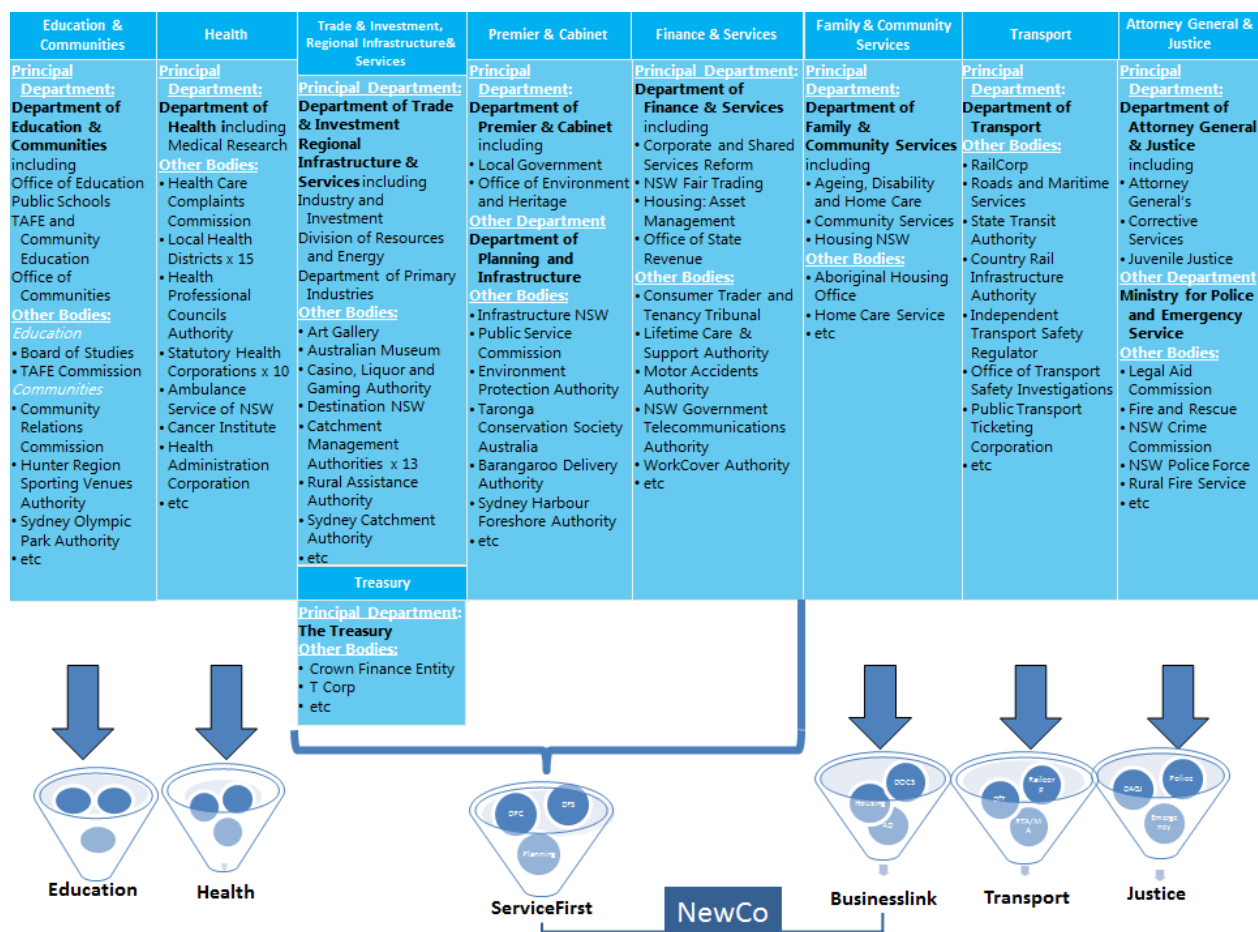 Education &
Communities
Principal
Department:
Department of
Education &
Communities
including
Office of Education
Public Schools
TAFE and
Community
Education
Office of
Communities
Other Bodies:
Education
• Board of Studies
• TAFE Commission
Communities
• Community
Relations
Commission
• Hunter Region
Sporting Venues
Authority
• Sydney Olympic
Park Authority
• etc
Health
Principal
Department:
Department of
Health including
Medical Research
Other Bodies:
• Health Care
Complaints
Commission
• Local Health
Districts x 15
• Health
Professional
Councils
Authority
• Statutory Health
Corporations x 10
• Ambulance
Service of NSW
• Cancer Institute
• Health
Administration
Corporation
• etc
Trade & Investment,
Regional Infrastructure&
Services
Principal Department:
Department of Trade
& Investment
Regional
Infrastructure &
Services including
Industry and
Investment
Division of Resources
and Energy
Department of Primary
Industries
Other Bodies:
• Art Gallery
• Australian Museum
• Casino, Liquor and
Gaming Authority
• Destination NSW
• Catchment
Management
Authorities x 13
• Rural Assistance
Authority
• Sydney Catchment
Authority
• etc
Treasury
Principal Department:
The Treasury
Other Bodies:
• Crown Finance Entity
• T Corp
• etc
Premier & Cabinet
Principal
Department:
Department of
Premier & Cabinet
including
• Local Government
• Office of Environment
and Heritage
Other Department
Department of
Planning and
Infrastructure
Other Bodies:
• Infrastructure NSW
• Public Service
Commission
• Environment
Protection Authority
• Taronga
Conservation Society
Australia
• Barangaroo Delivery
Authority
• Sydney Harbour
Foreshore Authority
• etc
Finance & Services
Principal Department:
Department of
Finance & Services
including
• Corporate and Shared
Services Reform
• NSW Fair Trading
• Housing: Asset
Management
• Office of State
Revenue
Other Bodies:
• Consumer Trader and
Tenancy Tribunal
• Lifetime Care &
Support Authority
• Motor Accidents
Authority
• NSW Government
Telecommunications
Authority
• WorkCover Authority
• etc
Family & Community
Services
Principal
Department:
Department of
Family &
Community Services
including
• Ageing, Disability
and Home Care
• Community Services
• Housing NSW
Other Bodies:
• Aboriginal Housing
Office
• Home Care Service
• etc
Transport
Principal
Department:
Department of
Transport
Other Bodies:
• RailCorp
• Roads and Maritime
Services
• State Transit
Authority
• Country Rail
Infrastructure
Authority
• Independent
Transport Safety
Regulator
• Office of Transport
Safety Investigations
• Public Transport
Ticketing
Corporation
• etc
Attorney General
& Justice
Principal
Department:
Department of
Attorney General
& Justice
including
• Attorney
General's
• Corrective
Services
• Juvenile Justice
Other Department
Ministry for Police
and Emergency
Service
Other Bodies:
• Legal Aid
Commission
• Fire and Rescue
• NSW Crime
Commission
• NSW Police Force
• Rural Fire Service
• etc
Education
Health
DPC
DFS
Planning
ServiceFirst
NewCo
DOCS
Housing
Businesslink
Railcor
p
RTA/M
A
Transport
DAGJ
Police
Emerge
ncy
Justice